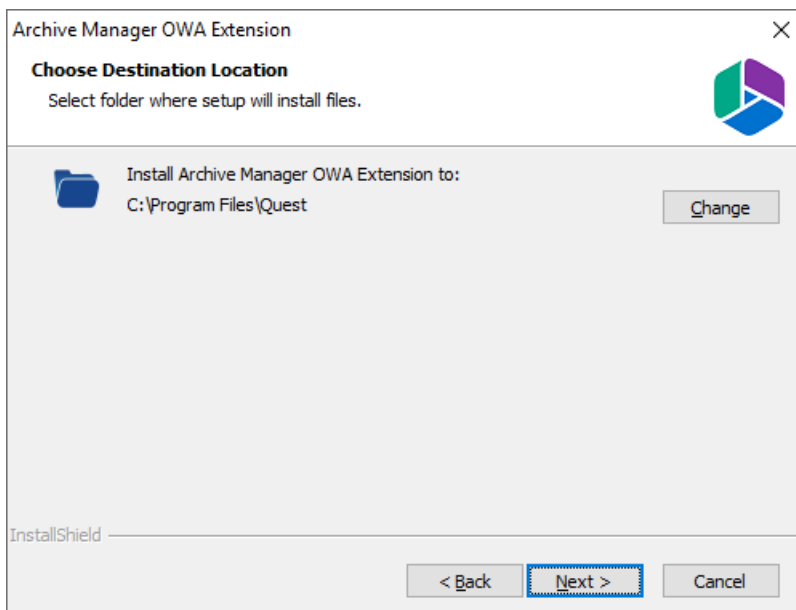 Archive Manager OWA Extension
Choose Destination Location
Select folder where setup will install files.
Install Archive Manager OWA Extension to:
C:\Program Files\Quest
Change
InstallShield
< Back
Next >
Cancel